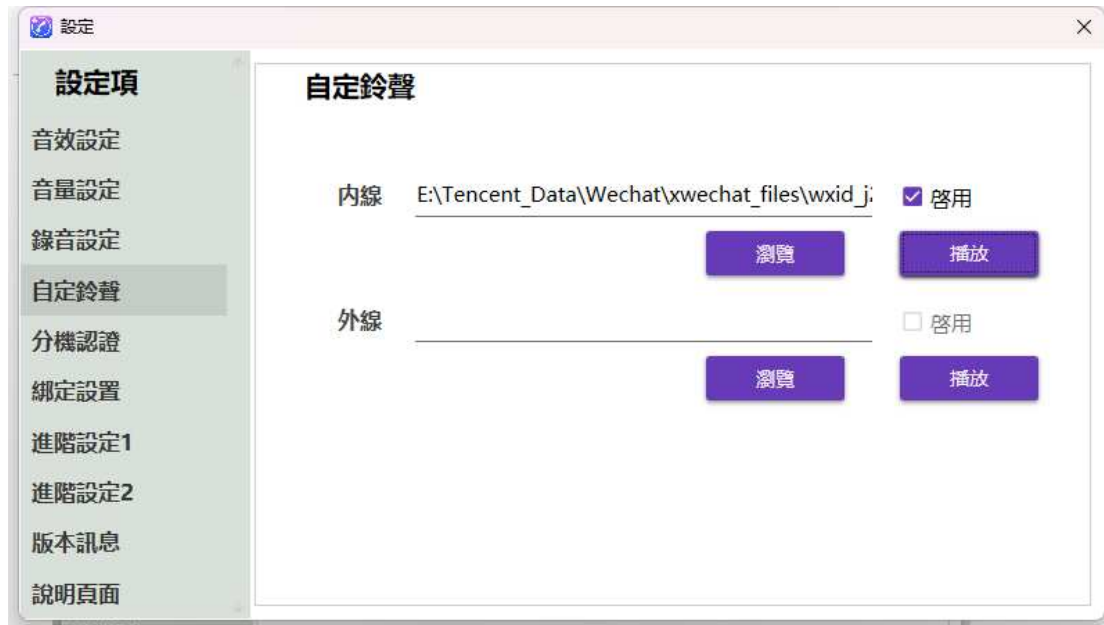 設定
設定項
音效設定
音量設定
錄音設定
自定鈴聲
分機認證
綁定設置
進階設定1
進階設定2
版本訊息
說明頁面
自定鈴聲
内線 E:\Tencent_Data\Wechat\xwechat_files\wxid_j 啓用
瀏覽 播放
外線 啓用
瀏覽 播放